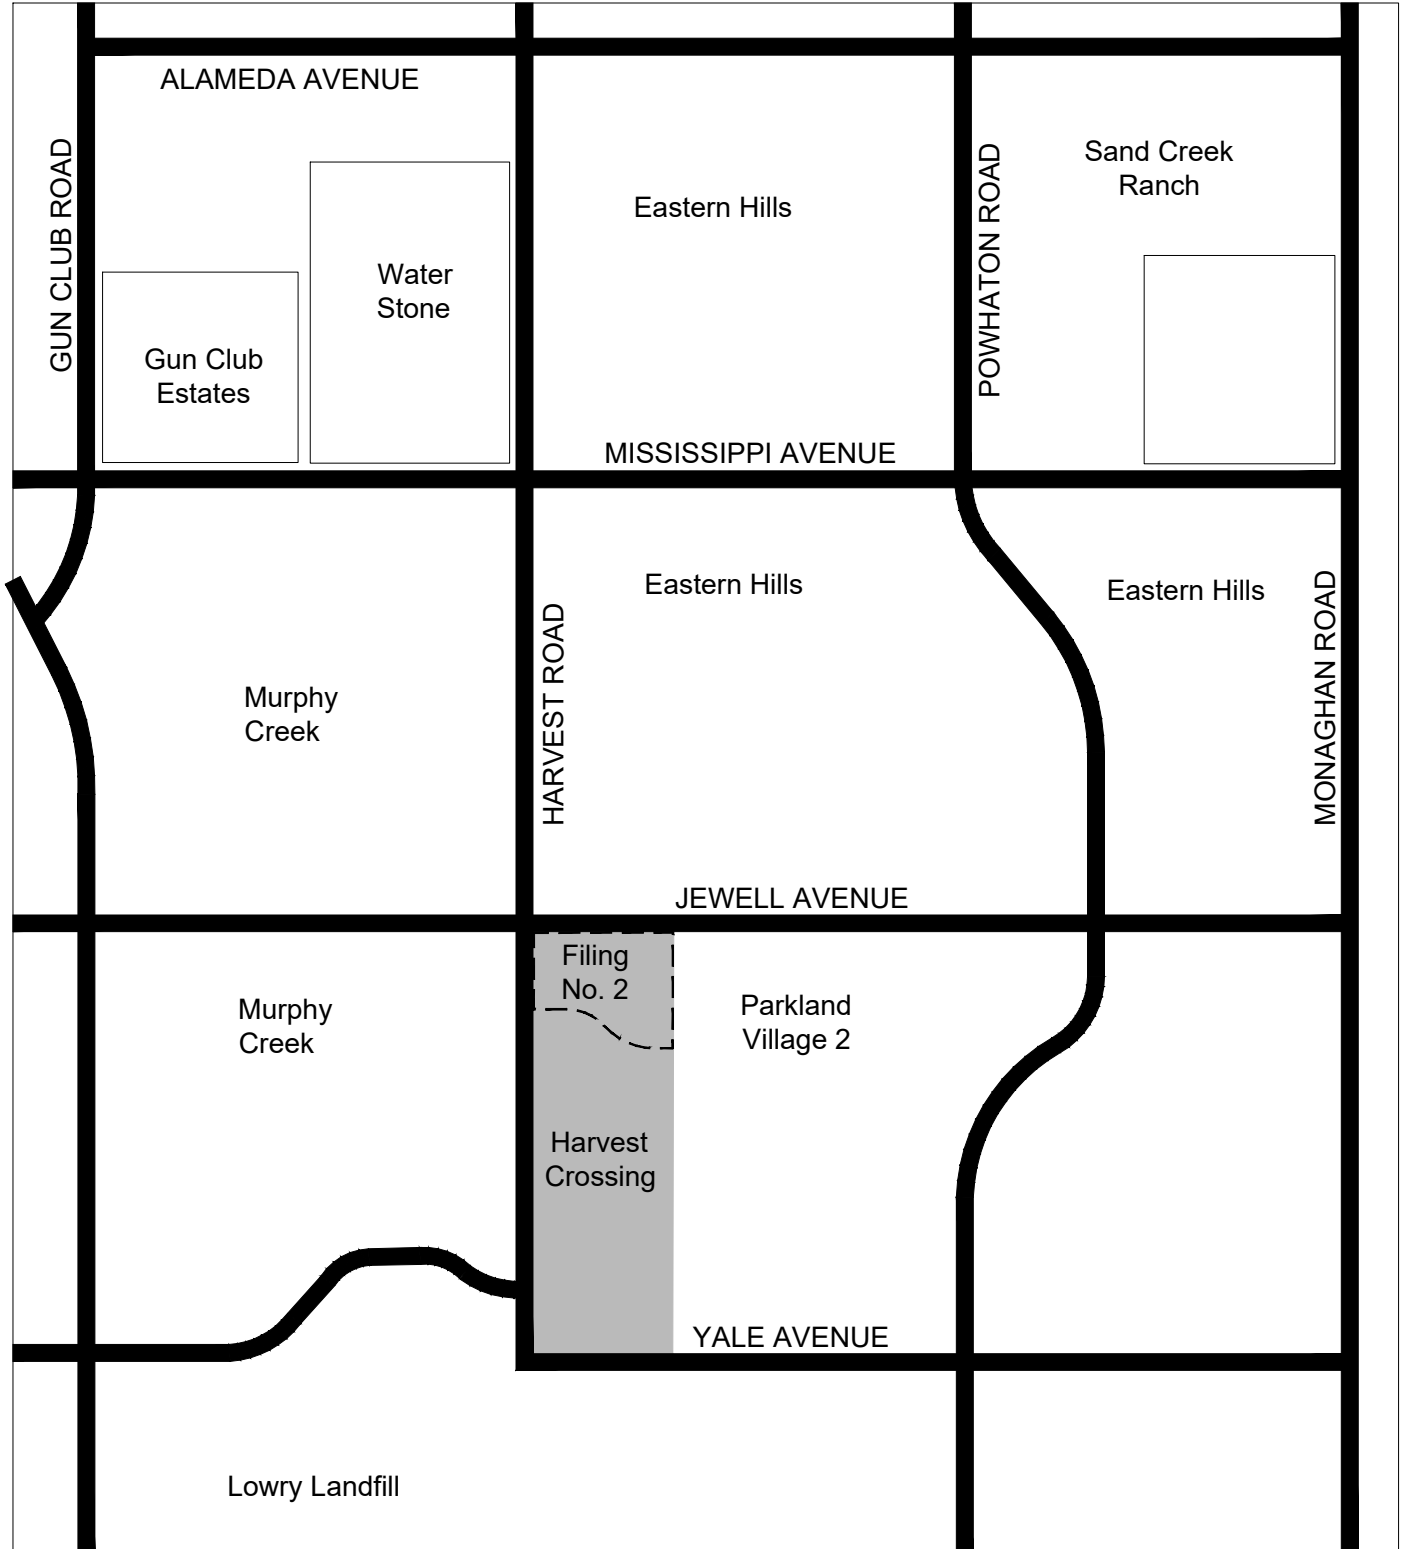 ALAMEDA AVENUE
GUN CLUB ROAD
POWHATON ROAD
Sand Creek
Ranch
Eastern Hills
Water
Stone
Gun Club
Estates
MISSISSIPPI AVENUE
Eastern Hills
Eastern Hills
HARVEST ROAD
MONAGHAN ROAD
Murphy
Creek
JEWELL AVENUE
Filing
No. 2
Murphy
Creek
Parkland
Village 2
Harvest
Crossing
YALE AVENUE
Lowry Landfill